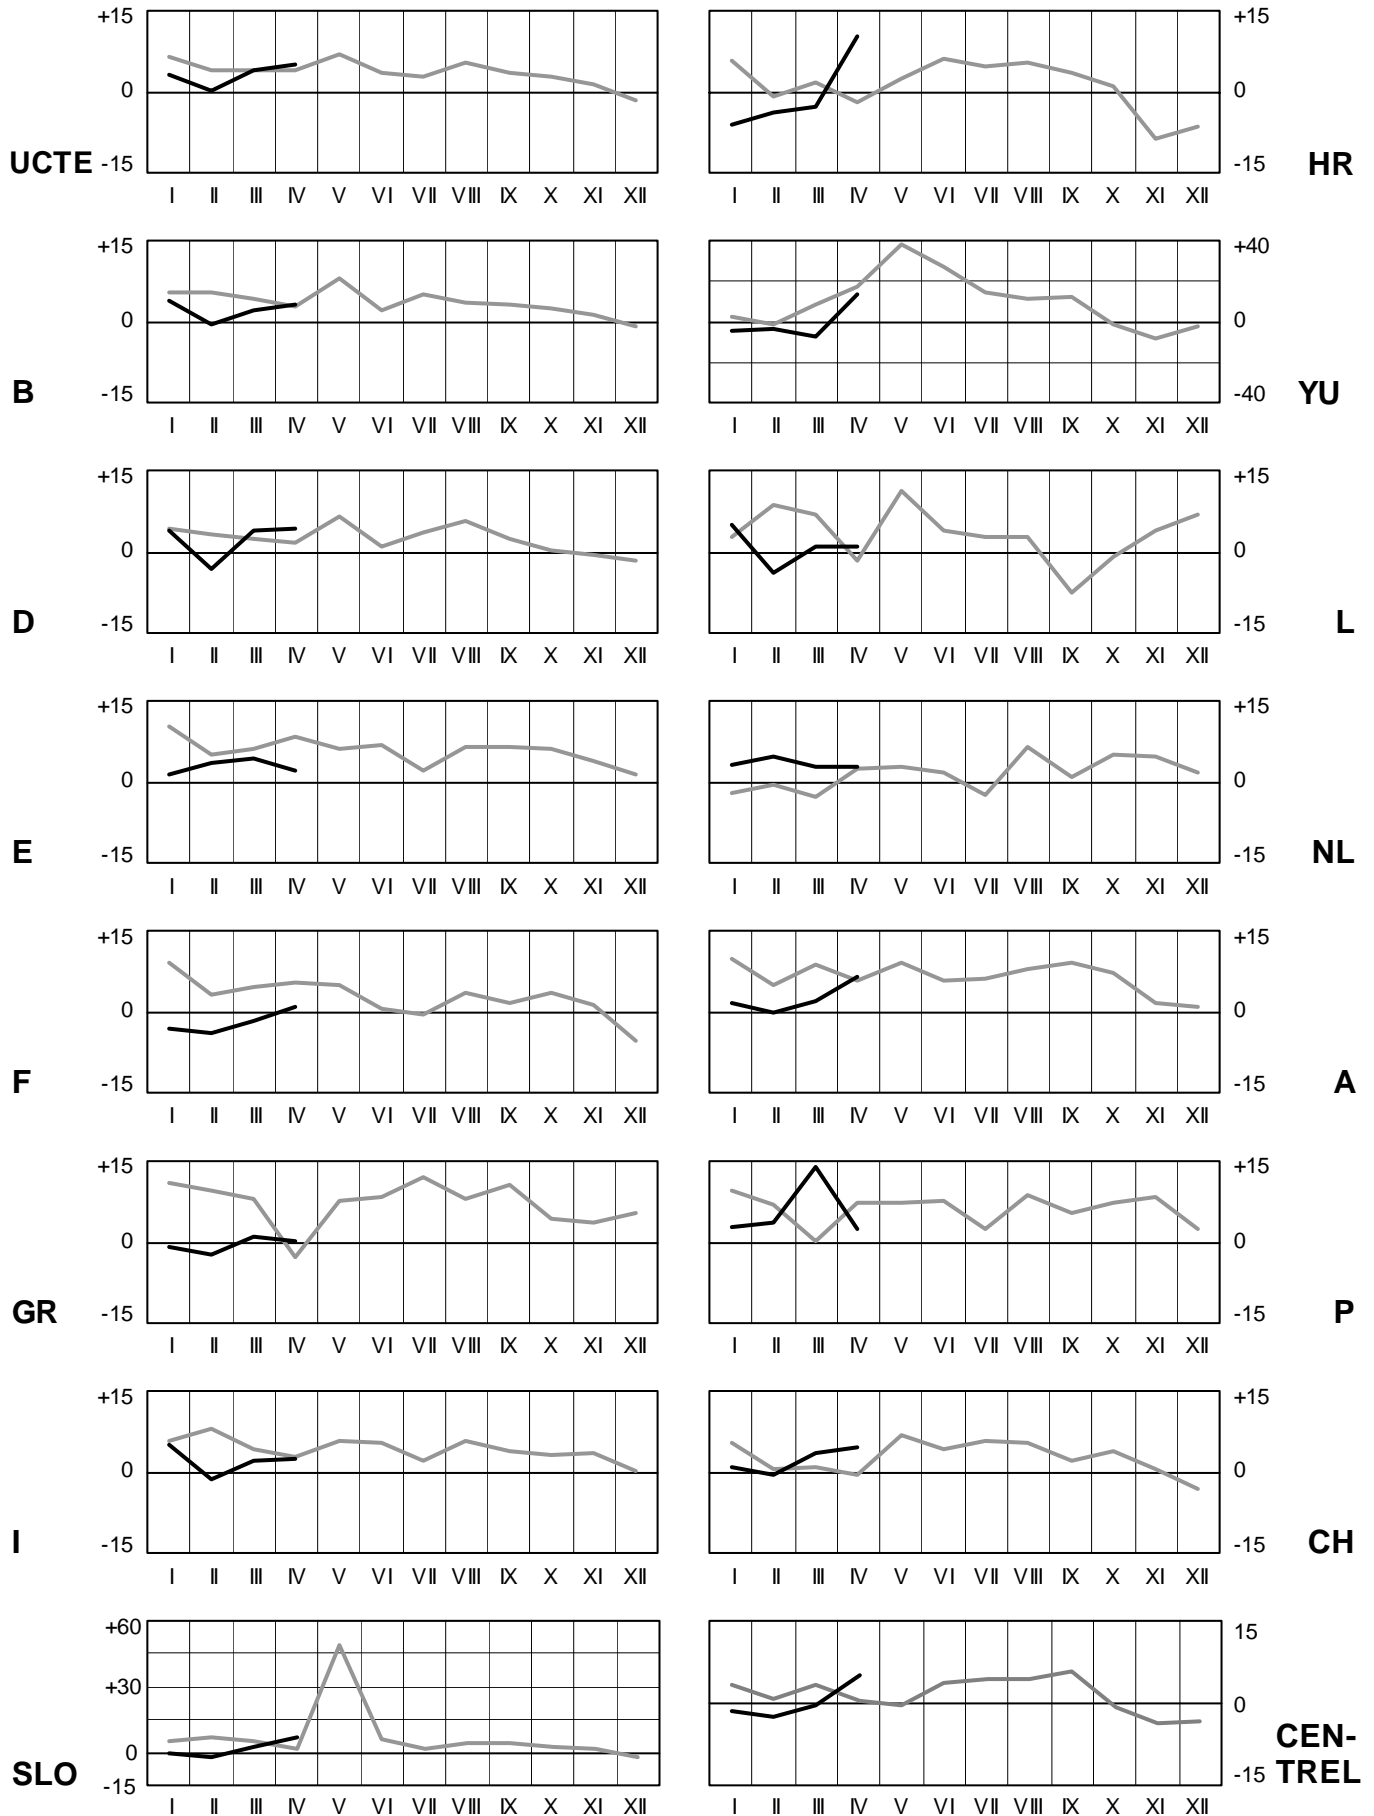 +15
0
UCTE -15
I II III IV V VI VII VIII IX X XI XII
+15
0
-15 HR
I II III IV V VI VII VIII IX X XI XII
+15
0
B -15
I II III IV V VI VII VIII IX X XI XII
+40
0
-40 YU
I II III IV V VI VII VIII IX X XI XII
+15
0
D -15
I II III IV V VI VII VIII IX X XI XII
+15
0
-15 L
I II III IV V VI VII VIII IX X XI XII
+15
0
E -15
I II III IV V VI VII VIII IX X XI XII
+15
0
-15 NL
I II III IV V VI VII VIII IX X XI XII
+15
0
F -15
I II III IV V VI VII VIII IX X XI XII
+15
0
-15 A
I II III IV V VI VII VIII IX X XI XII
+15
0
GR -15
I II III IV V VI VII VIII IX X XI XII
+15
0
-15 P
I II III IV V VI VII VIII IX X XI XII
+15
0
I -15
I II III IV V VI VII VIII IX X XI XII
+15
0
-15 CH
I II III IV V VI VII VIII IX X XI XII
+60
+30
0
SLO -15
I II III IV V VI VII VIII IX X XI XII
15
0
CEN-
-15 TREL
I II III IV V VI VII VIII IX X XI XII